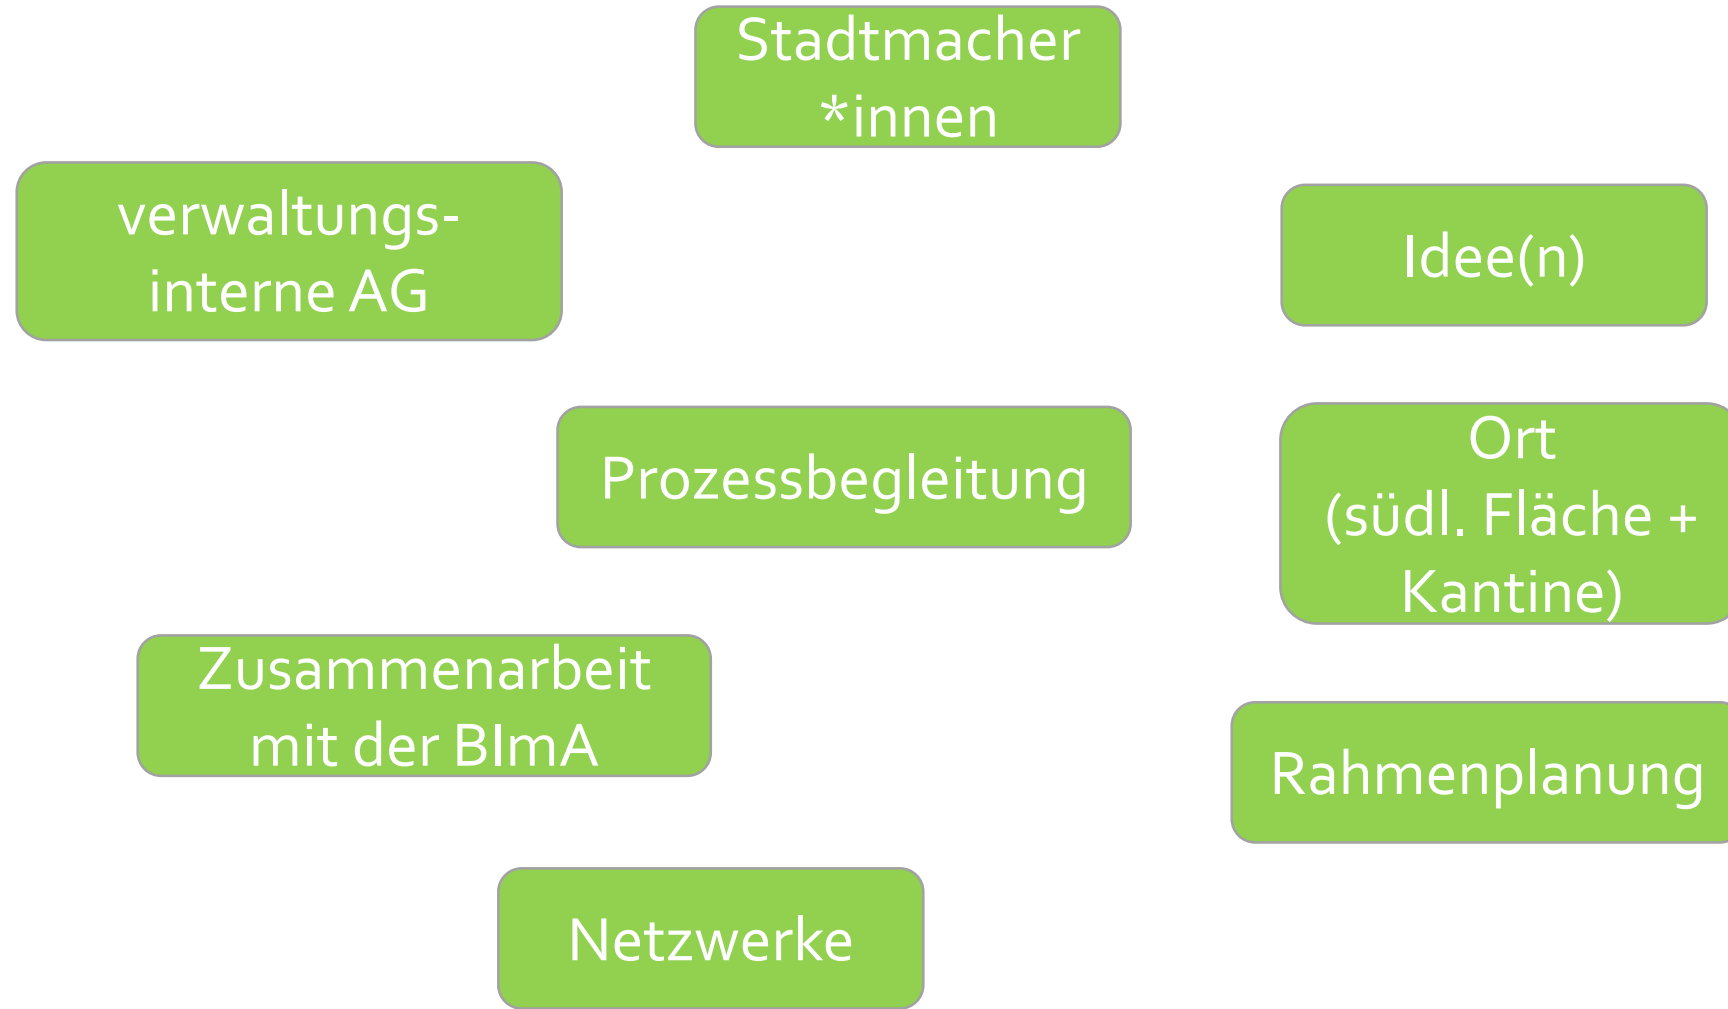 Stadtmacher
*innen
verwaltungs-
interne AG
Idee(n)
Prozessbegleitung
Ort
(südl. Fläche +
Kantine)
Zusammenarbeit
mit der BImA
Rahmenplanung
Netzwerke